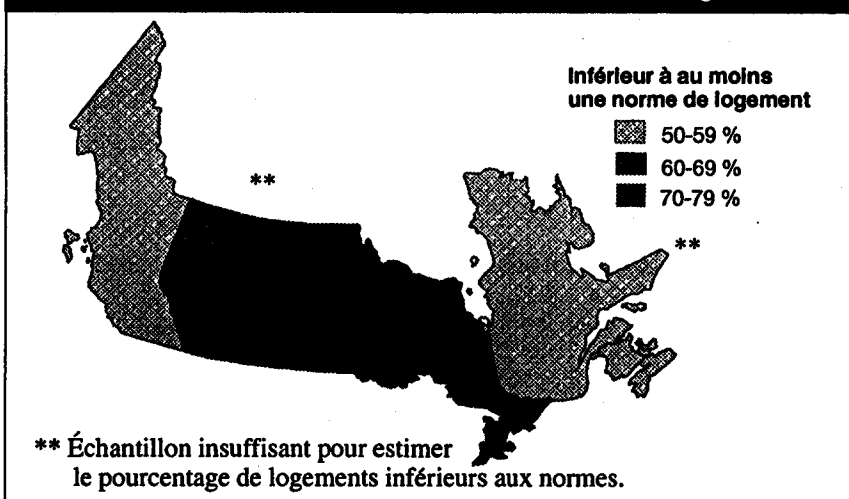 Inférieur à au moins
une norme de logement
50-59 %
60-69 %
70-79 %
**
**
** Échantillon insuffisant pour estimer
le pourcentage de logements inférieurs aux normes.